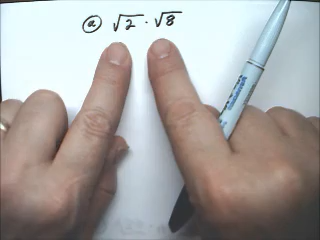 ⓐ √2 · √8